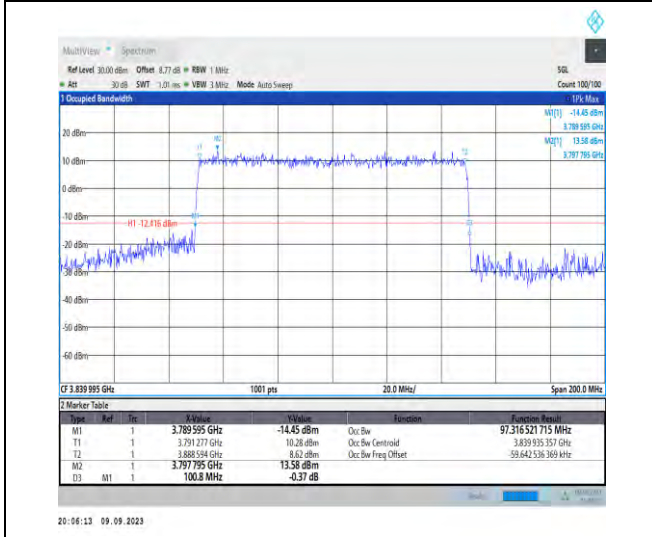 MultiView Spectrum
Ref Level 30.00 dBm Offset 8.77 dB RBW 1 MHz SGL
Att 30 dB SWT 1.01 ms VBW 3 MHz Mode Auto Sweep Count 100/100
1 Occupied Bandwidth 1Pk Max
M1[1] -14.45 dBm
3.789 595 GHz
M2[1] 13.58 dBm
3.797 795 GHz
20 dBm
M2
T1
T2
10 dBm
0 dBm
-10 dBm
H1 -12.416 dBm
-20 dBm
-30 dBm
-40 dBm
-50 dBm
-60 dBm
CF 3.839 995 GHz 1001 pts 20.0 MHz/ Span 200.0 MHz
2 Marker Table
Type Ref Trc X-Value Y-Value Function Function Result
M1 1 3.789 595 GHz -14.45 dBm Occ Bw 97.316 521 715 MHz
T1 1 3.791 277 GHz 10.28 dBm Occ Bw Centroid 3.839 935 357 GHz
T2 1 3.888 594 GHz 8.62 dBm Occ Bw Freq Offset -59.642 536 369 kHz
M2 1 3.797 795 GHz 13.58 dBm
D3 M1 1 100.8 MHz -0.37 dB
20:06:13 09.09.2023